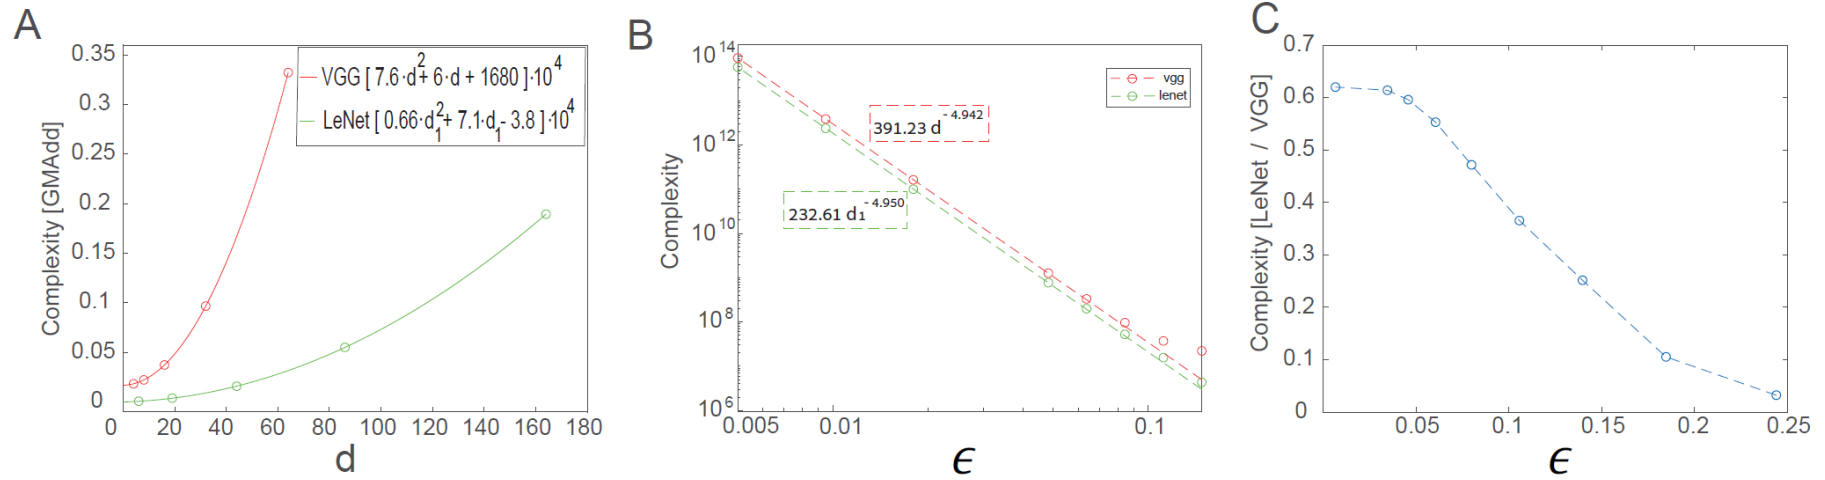 A
0.35
0.3
0.25
0.2
0.15
0.1
0.05
0
0 20 40 60 80 100 120 140 160 180
Complexity [GMAdd]
d
VGG [ 7.6·d²+ 6·d + 1680 ]·10⁴
LeNet [ 0.66·d₁²+ 7.1·d₁- 3.8 ]·10⁴
B
10¹⁴
10¹²
10¹⁰
10⁸
10⁶
0.005 0.01 0.1
Complexity
ϵ
vgg
lenet
391.23 d⁻⁴·⁹⁴²
232.61 d₁⁻⁴·⁹⁵⁰
C
0.7
0.6
0.5
0.4
0.3
0.2
0.1
0
0.05 0.1 0.15 0.2 0.25
Complexity [LeNet / VGG]
ϵ